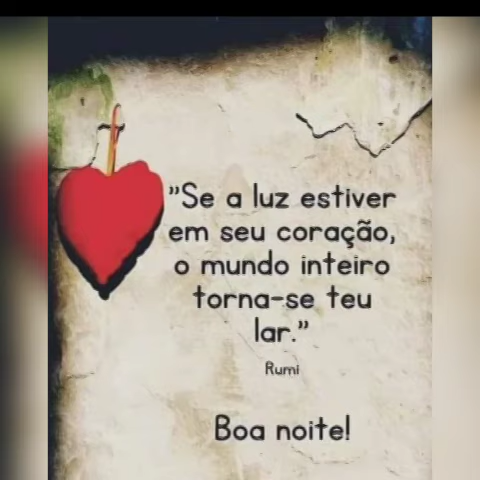 "Se a luz estiver
em seu coração,
o mundo inteiro
torna-se teu
lar."
Rumi
Boa noite!